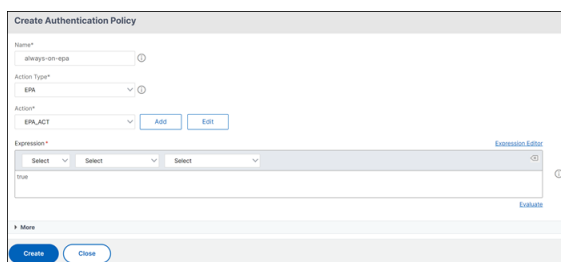 Create Authentication Policy
Name*
always-on-epa
Action Type*
EPA
Action*
EPA_ACT Add Edit
Expression* Expression Editor
Select Select Select
true
Evaluate
More
Create Close